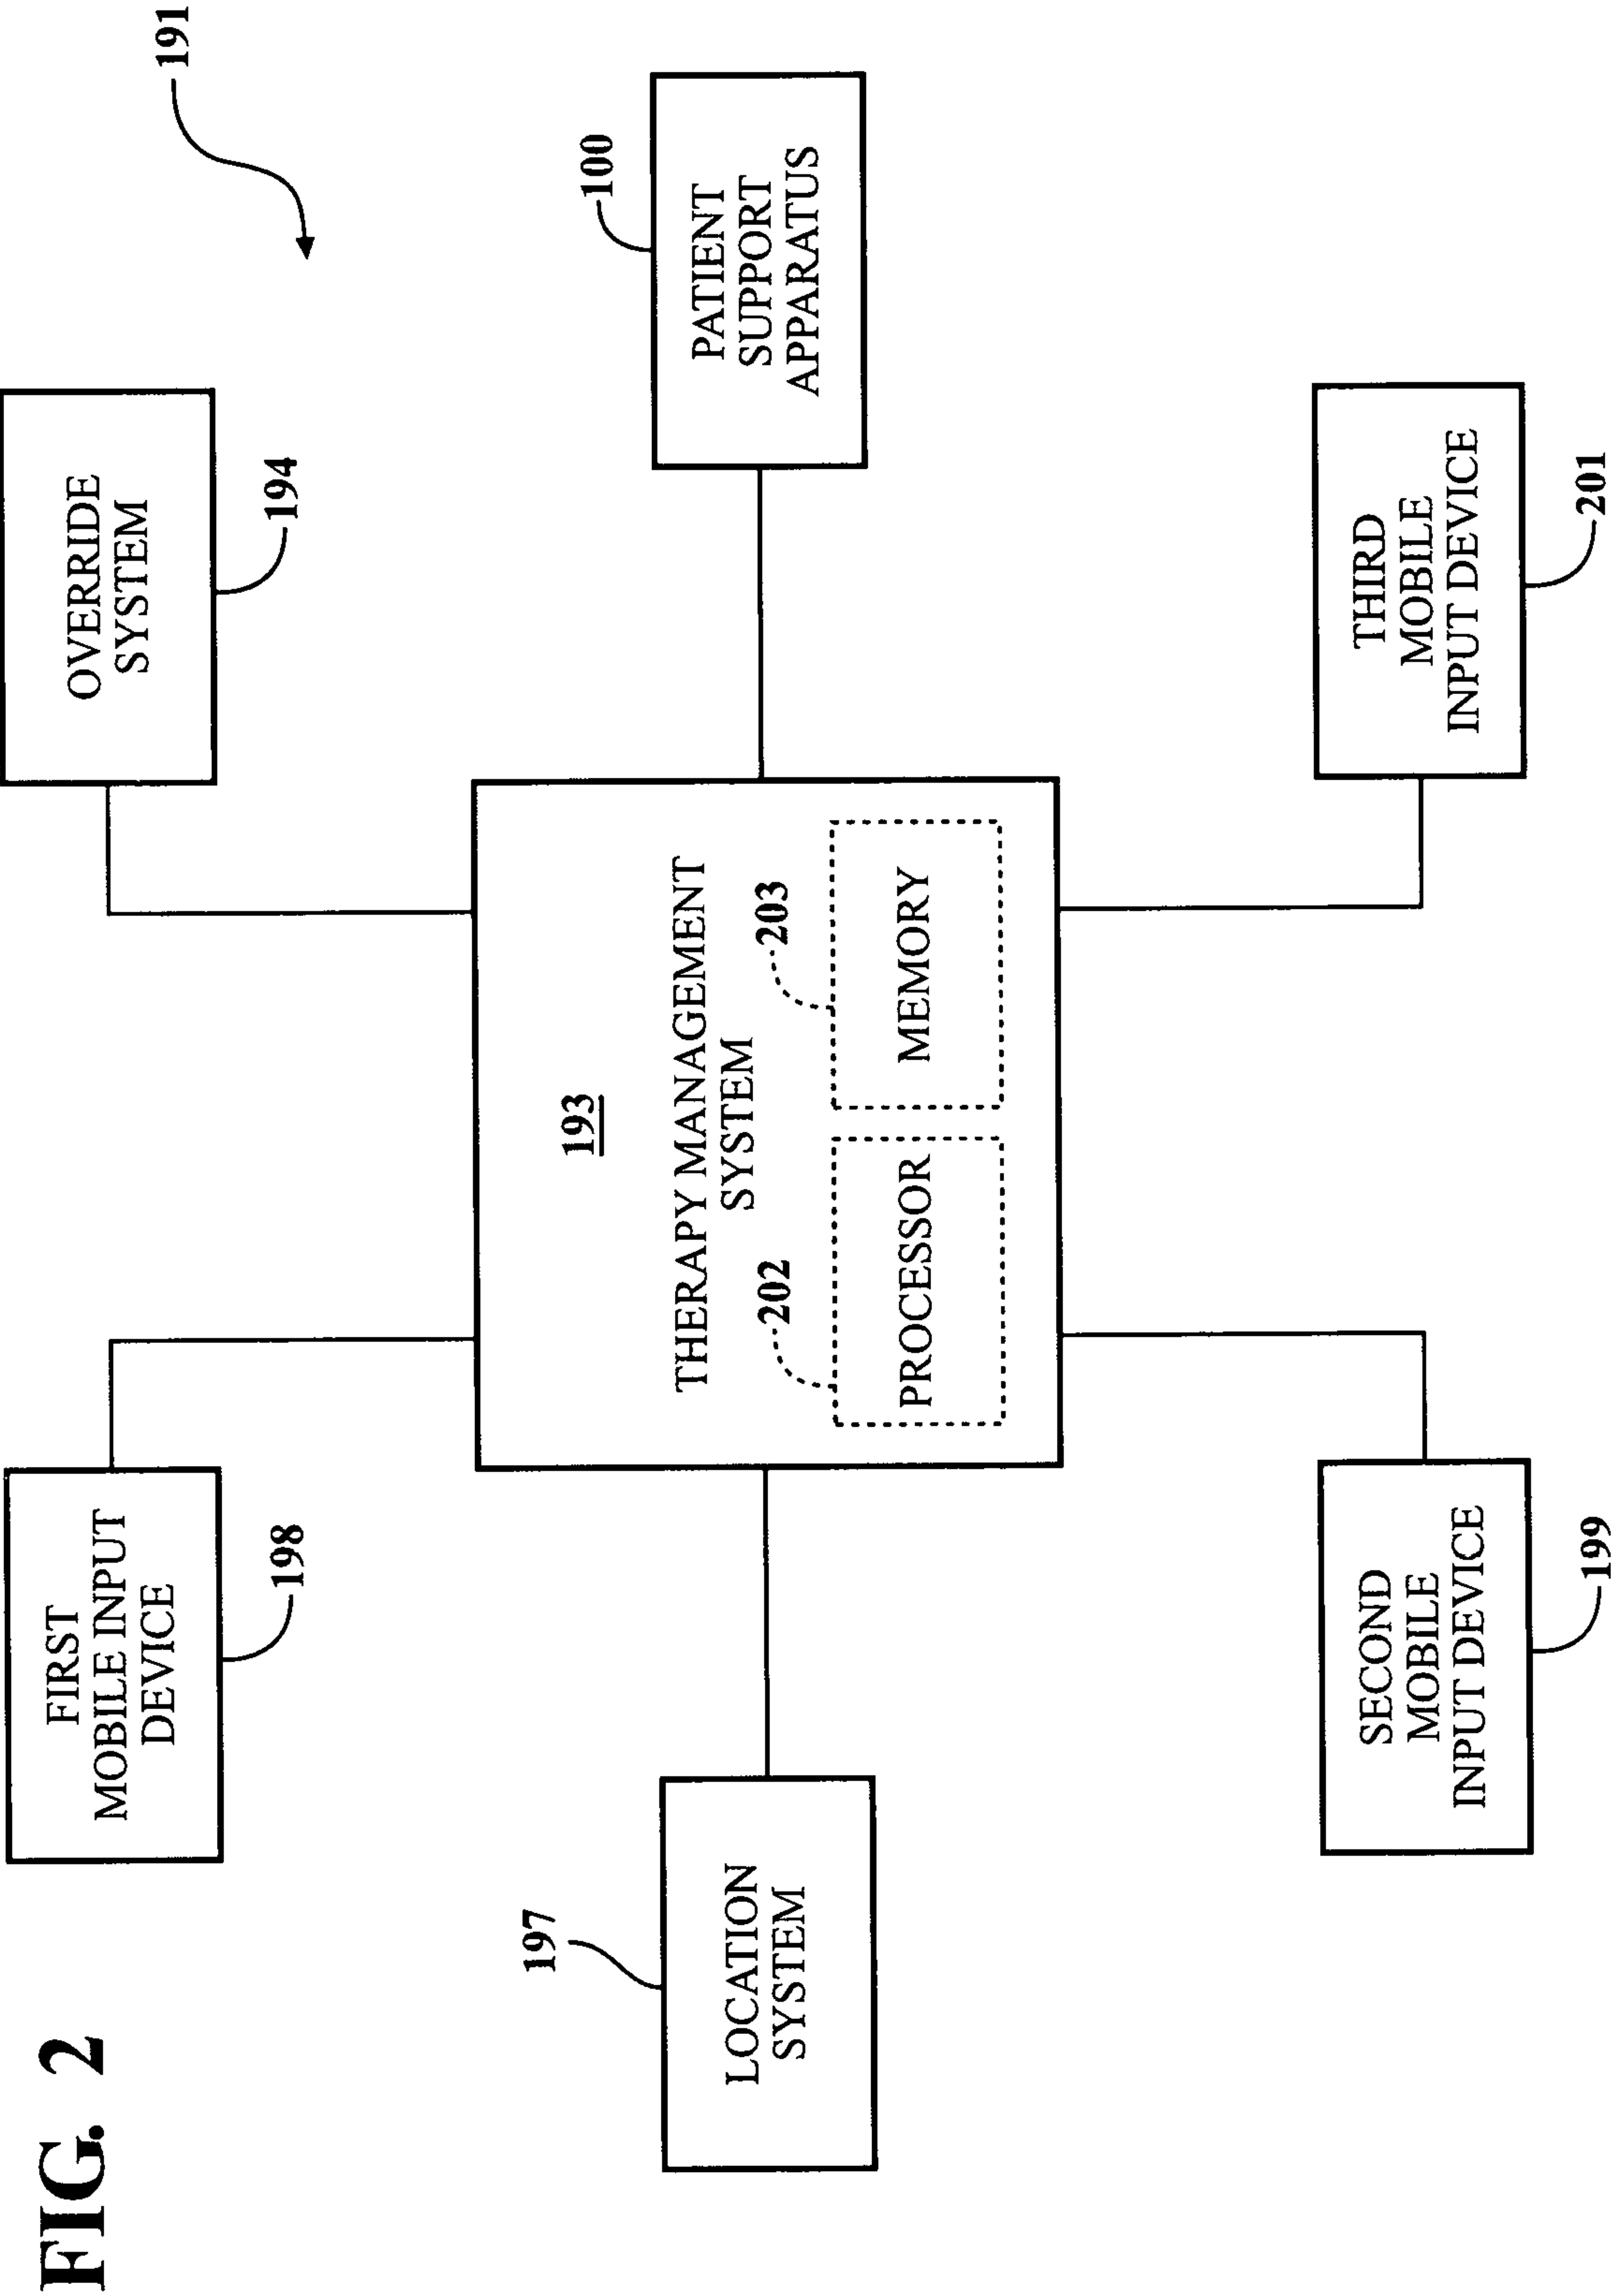 FIG. 2
191
FIRST
MOBILE INPUT
DEVICE
198
OVERRIDE
SYSTEM
194
197
LOCATION
SYSTEM
193
THERAPY MANAGEMENT
SYSTEM
202
PROCESSOR
203
MEMORY
100
PATIENT
SUPPORT
APPARATUS
SECOND
MOBILE
INPUT DEVICE
199
THIRD
MOBILE
INPUT DEVICE
201